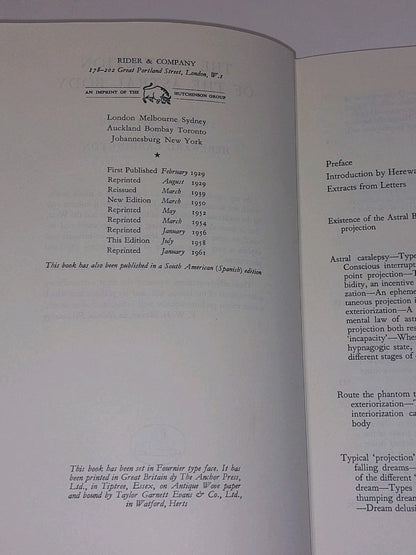 RIDER & COMPANY
178-202 Great Portland Street, London, W.1
AN IMPRINT OF THE HUTCHINSON GROUP
London Melbourne Sydney
Auckland Bombay Toronto
Johannesburg New York
★
First Published February 1929
Reprinted August 1929
Reissued March 1939
New Edition March 1950
Reprinted May 1952
Reprinted March 1954
Reprinted January 1956
This Edition July 1958
Reprinted January 1961
This book has also been published in a South American (Spanish) edition
This book has been set in Fournier type face. It has
been printed in Great Britain by The Anchor Press,
Ltd., in Tiptree, Essex, on Antique Wove paper
and bound by Taylor Garnett Evans & Co., Ltd.,
in Watford, Herts
Preface
Introduction by Herewa
Extracts from Letters
Existence of the Astral B
projection
Astral catalepsy—Type
Conscious interrupt
point projection—T
bidity, an incentive
zation—An epheme
taneous projection i
exteriorization—A
mental law of astr
projection both res
'incapacity'—Whe
hypnagogic state,
different stages of
Route the phantom t
exteriorization—T
interiorization ca
body
Typical 'projection'
falling dreams—
of the different '
dream—Types
thumping drea
—Dream delusi